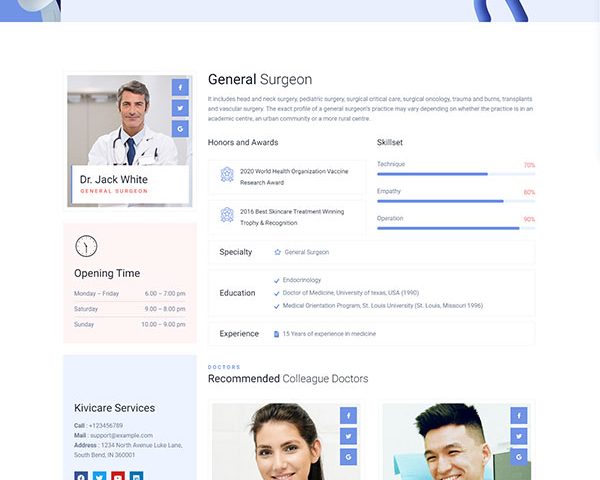 General Surgeon
It includes head and neck surgery, pediatric surgery, surgical critical care, surgical oncology, trauma and burns, transplants
and vascular surgery. The exact profile of a general surgeon's practice may vary depending on whether the practice is in an
academic centre, an urban community or a more rural centre.
Dr. Jack White
GENERAL SURGEON
Honors and Awards
2020 World Health Organization Vaccine
Research Award
2016 Best Skincare Treatment Winning
Trophy & Recognition
Skillset
Technique 70%
Empathy 80%
Operation 90%
Specialty General Surgeon
Education Endocrinology
Doctor of Medicine, University of texas, USA (1990)
Medical Orientation Program, St. Louis University (St. Louis, Missouri 1996)
Experience 15 Years of experience in medicine
Opening Time
Monday – Friday 6:00 – 7:00 pm
Saturday 9:00 – 8:00 pm
Sunday 10:00 – 9:00 pm
Kivicare Services
Call : +123456789
Mail : support@example.com
Address : 1234 North Avenue Luke Lane,
South Bend, IN 360001
DOCTORS
Recommended Colleague Doctors